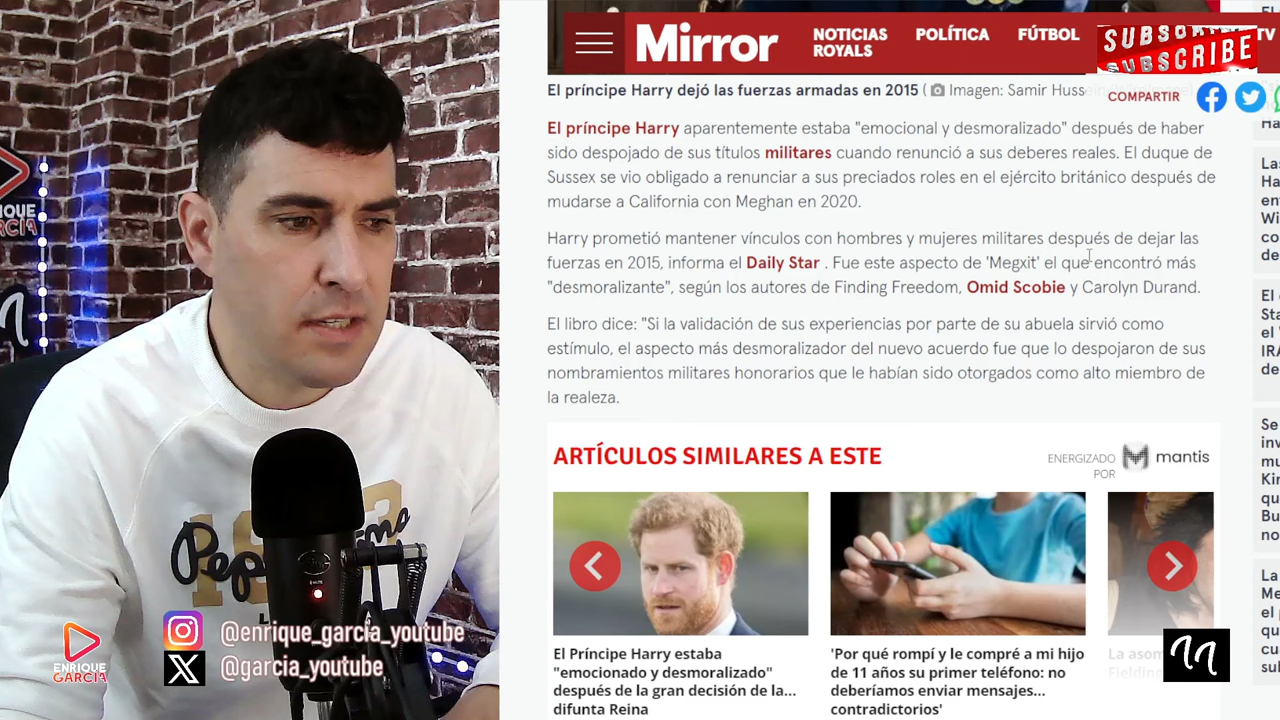 Mirror
NOTICIAS ROYALS
POLÍTICA
FÚTBOL
TV
SUBSCRIBE
El príncipe Harry dejó las fuerzas armadas en 2015 ( Imagen: Samir Huss
COMPARTIR
El príncipe Harry aparentemente estaba "emocional y desmoralizado" después de haber
sido despojado de sus títulos militares cuando renunció a sus deberes reales. El duque de
Sussex se vio obligado a renunciar a sus preciados roles en el ejército británico después de
mudarse a California con Meghan en 2020.
Harry prometió mantener vínculos con hombres y mujeres militares después de dejar las
fuerzas en 2015, informa el Daily Star . Fue este aspecto de 'Megxit' el que encontró más
"desmoralizante", según los autores de Finding Freedom, Omid Scobie y Carolyn Durand.
El libro dice: "Si la validación de sus experiencias por parte de su abuela sirvió como
estímulo, el aspecto más desmoralizador del nuevo acuerdo fue que lo despojaron de sus
nombramientos militares honorarios que le habían sido otorgados como alto miembro de
la realeza.
ARTÍCULOS SIMILARES A ESTE
ENERGIZADO
POR
mantis
El Príncipe Harry estaba
"emocionado y desmoralizado"
después de la gran decisión de la...
difunta Reina
'Por qué rompí y le compré a mi hijo
de 11 años su primer teléfono: no
deberíamos enviar mensajes...
contradictorios'
La asom
Fielding
@enrique_garcia_youtube
@garcia_youtube
ENRIQUE
GARCIA